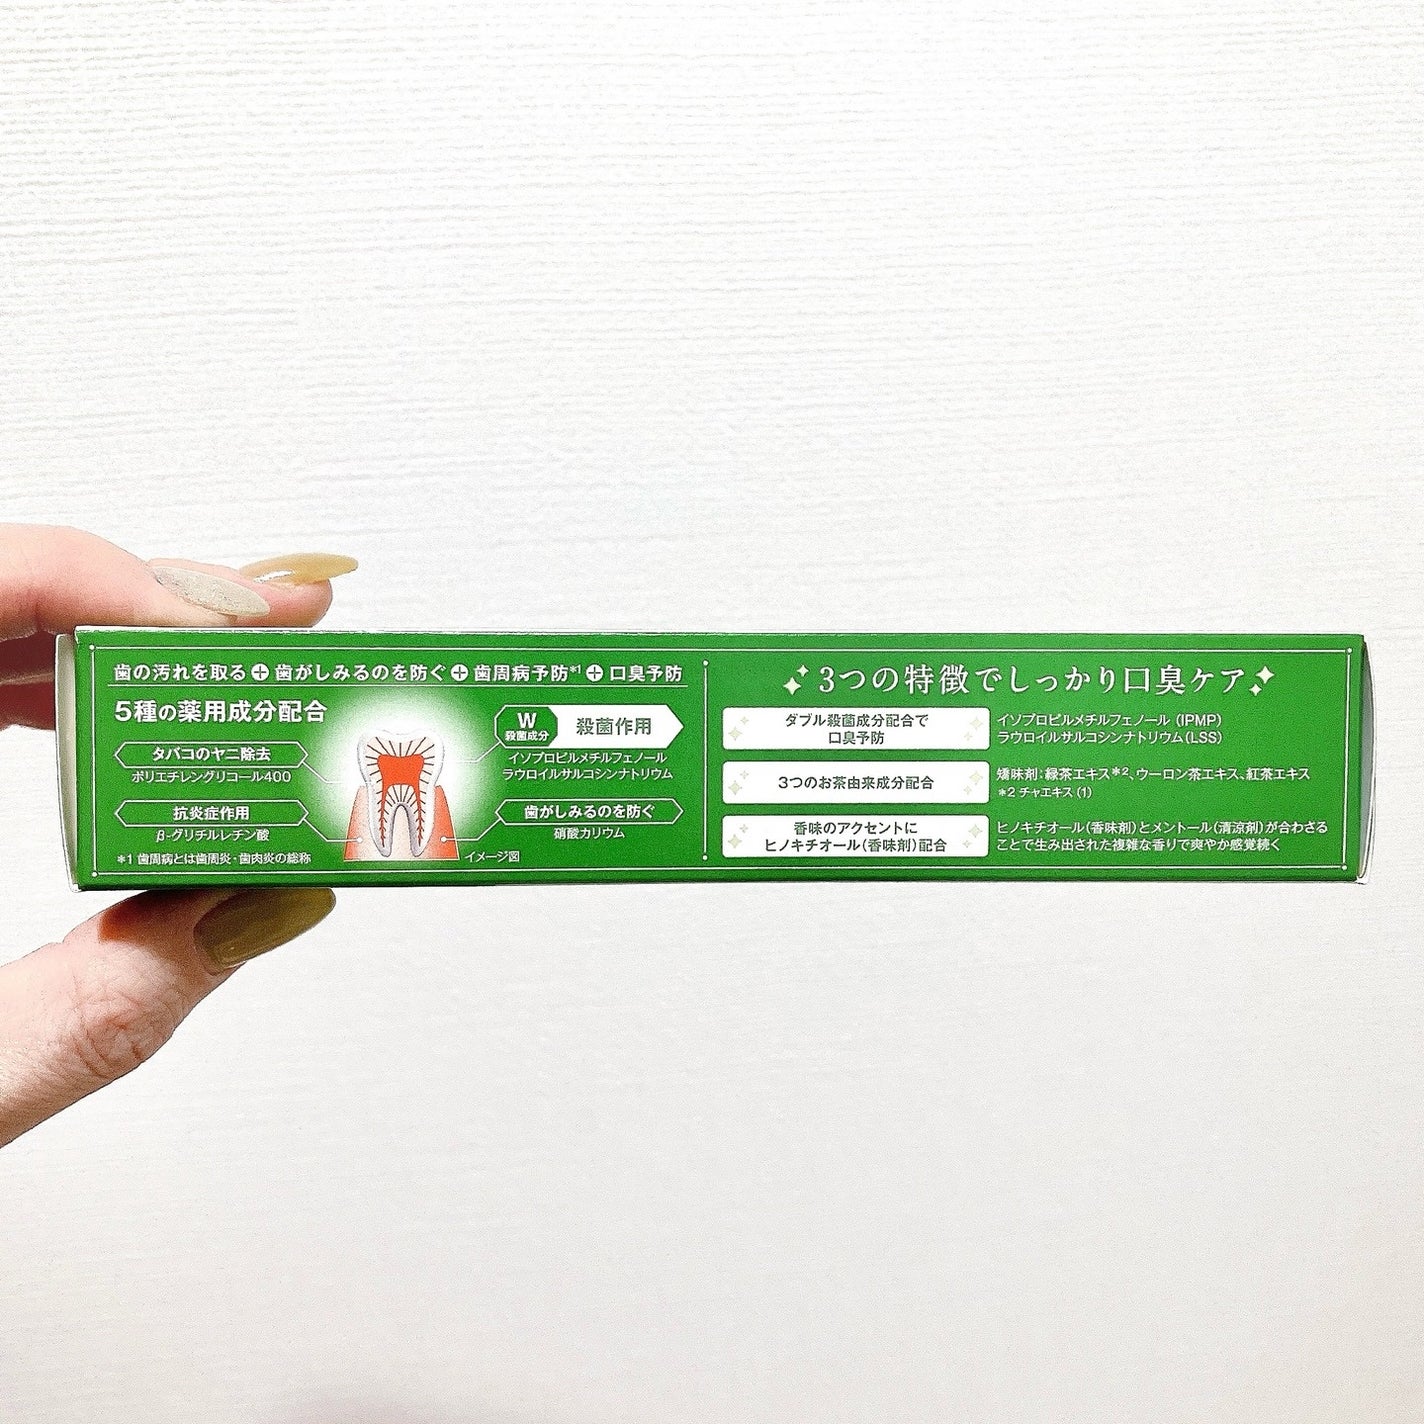 歯の汚れを取る＋歯がしみるのを防ぐ＋歯周病予防*1＋口臭予防
5種の薬用成分配合
タバコのヤニ除去
ポリエチレングリコール400
抗炎症作用
β-グリチルレチン酸
*1 歯周病とは歯周炎・歯肉炎の総称
W
殺菌成分
殺菌作用
イソプロピルメチルフェノール
ラウロイルサルコシンナトリウム
歯がしみるのを防ぐ
硝酸カリウム
イメージ図
3つの特徴でしっかり口臭ケア
ダブル殺菌成分配合で
口臭予防
イソプロピルメチルフェノール（IPMP）
ラウロイルサルコシンナトリウム（LSS）
3つのお茶由来成分配合
矯味剤：緑茶エキス*2、ウーロン茶エキス、紅茶エキス
*2 チャエキス（1）
香味のアクセントに
ヒノキチオール（香味剤）配合
ヒノキチオール（香味剤）とメントール（清涼剤）が合わさる
ことで生み出された複雑な香りで爽やか感覚続く